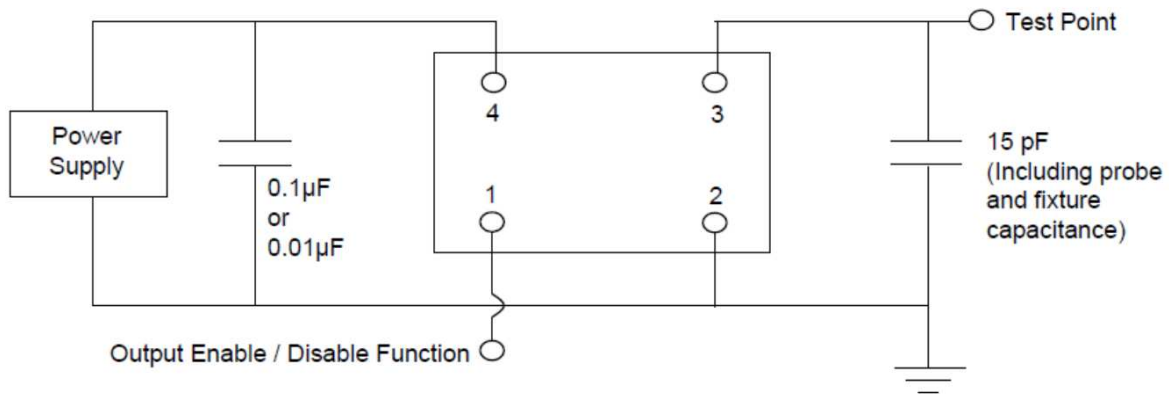 Test Point
4
3
Power
Supply
15 pF
(Including probe
and fixture
capacitance)
0.1µF
or
0.01µF
1
2
Output Enable / Disable Function